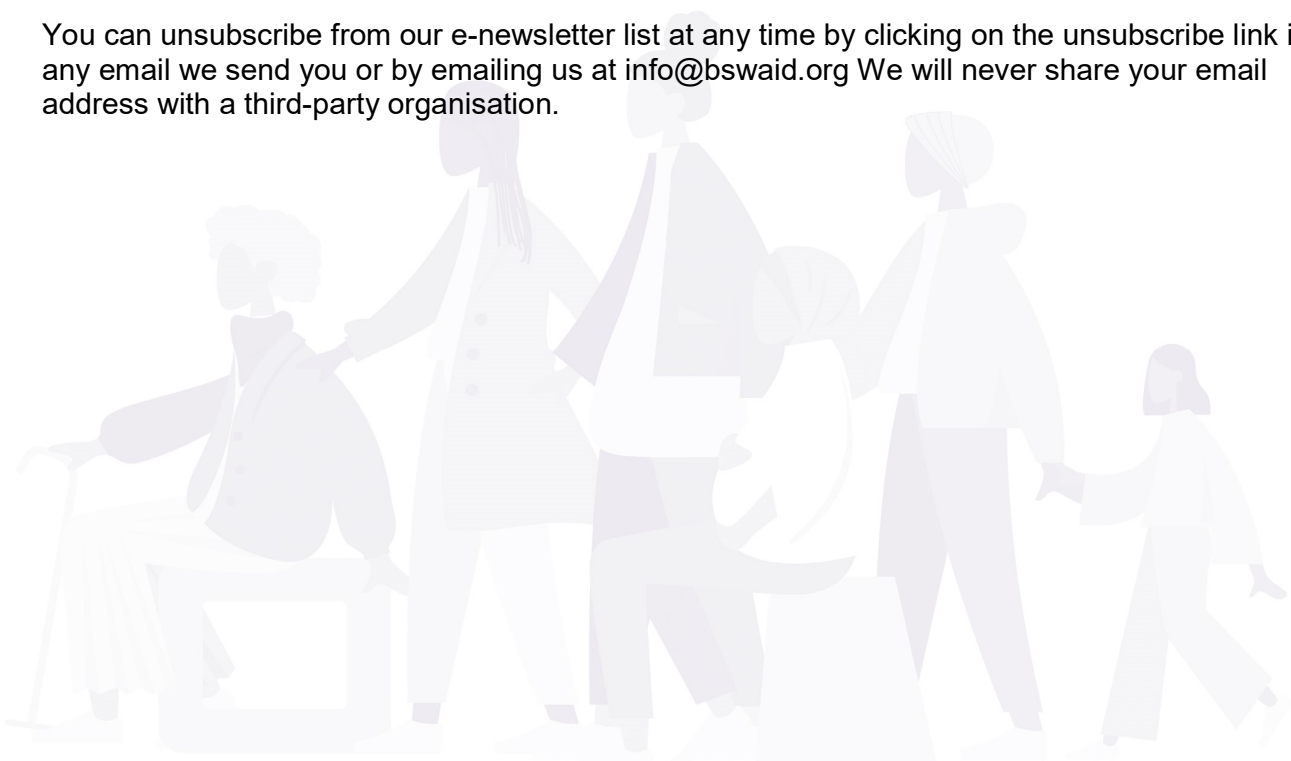 You can unsubscribe from our e-newsletter list at any time by clicking on the unsubscribe link
any email we send you or by emailing us at info@bswaid.org We will never share your email
address with a third-party organisation.